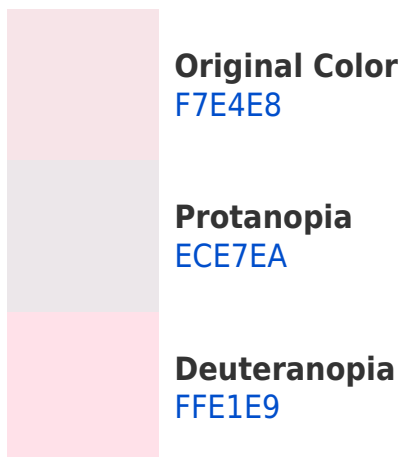 Original Color
F7E4E8
Protanopia
ECE7EA
Deuteranopia
FFE1E9